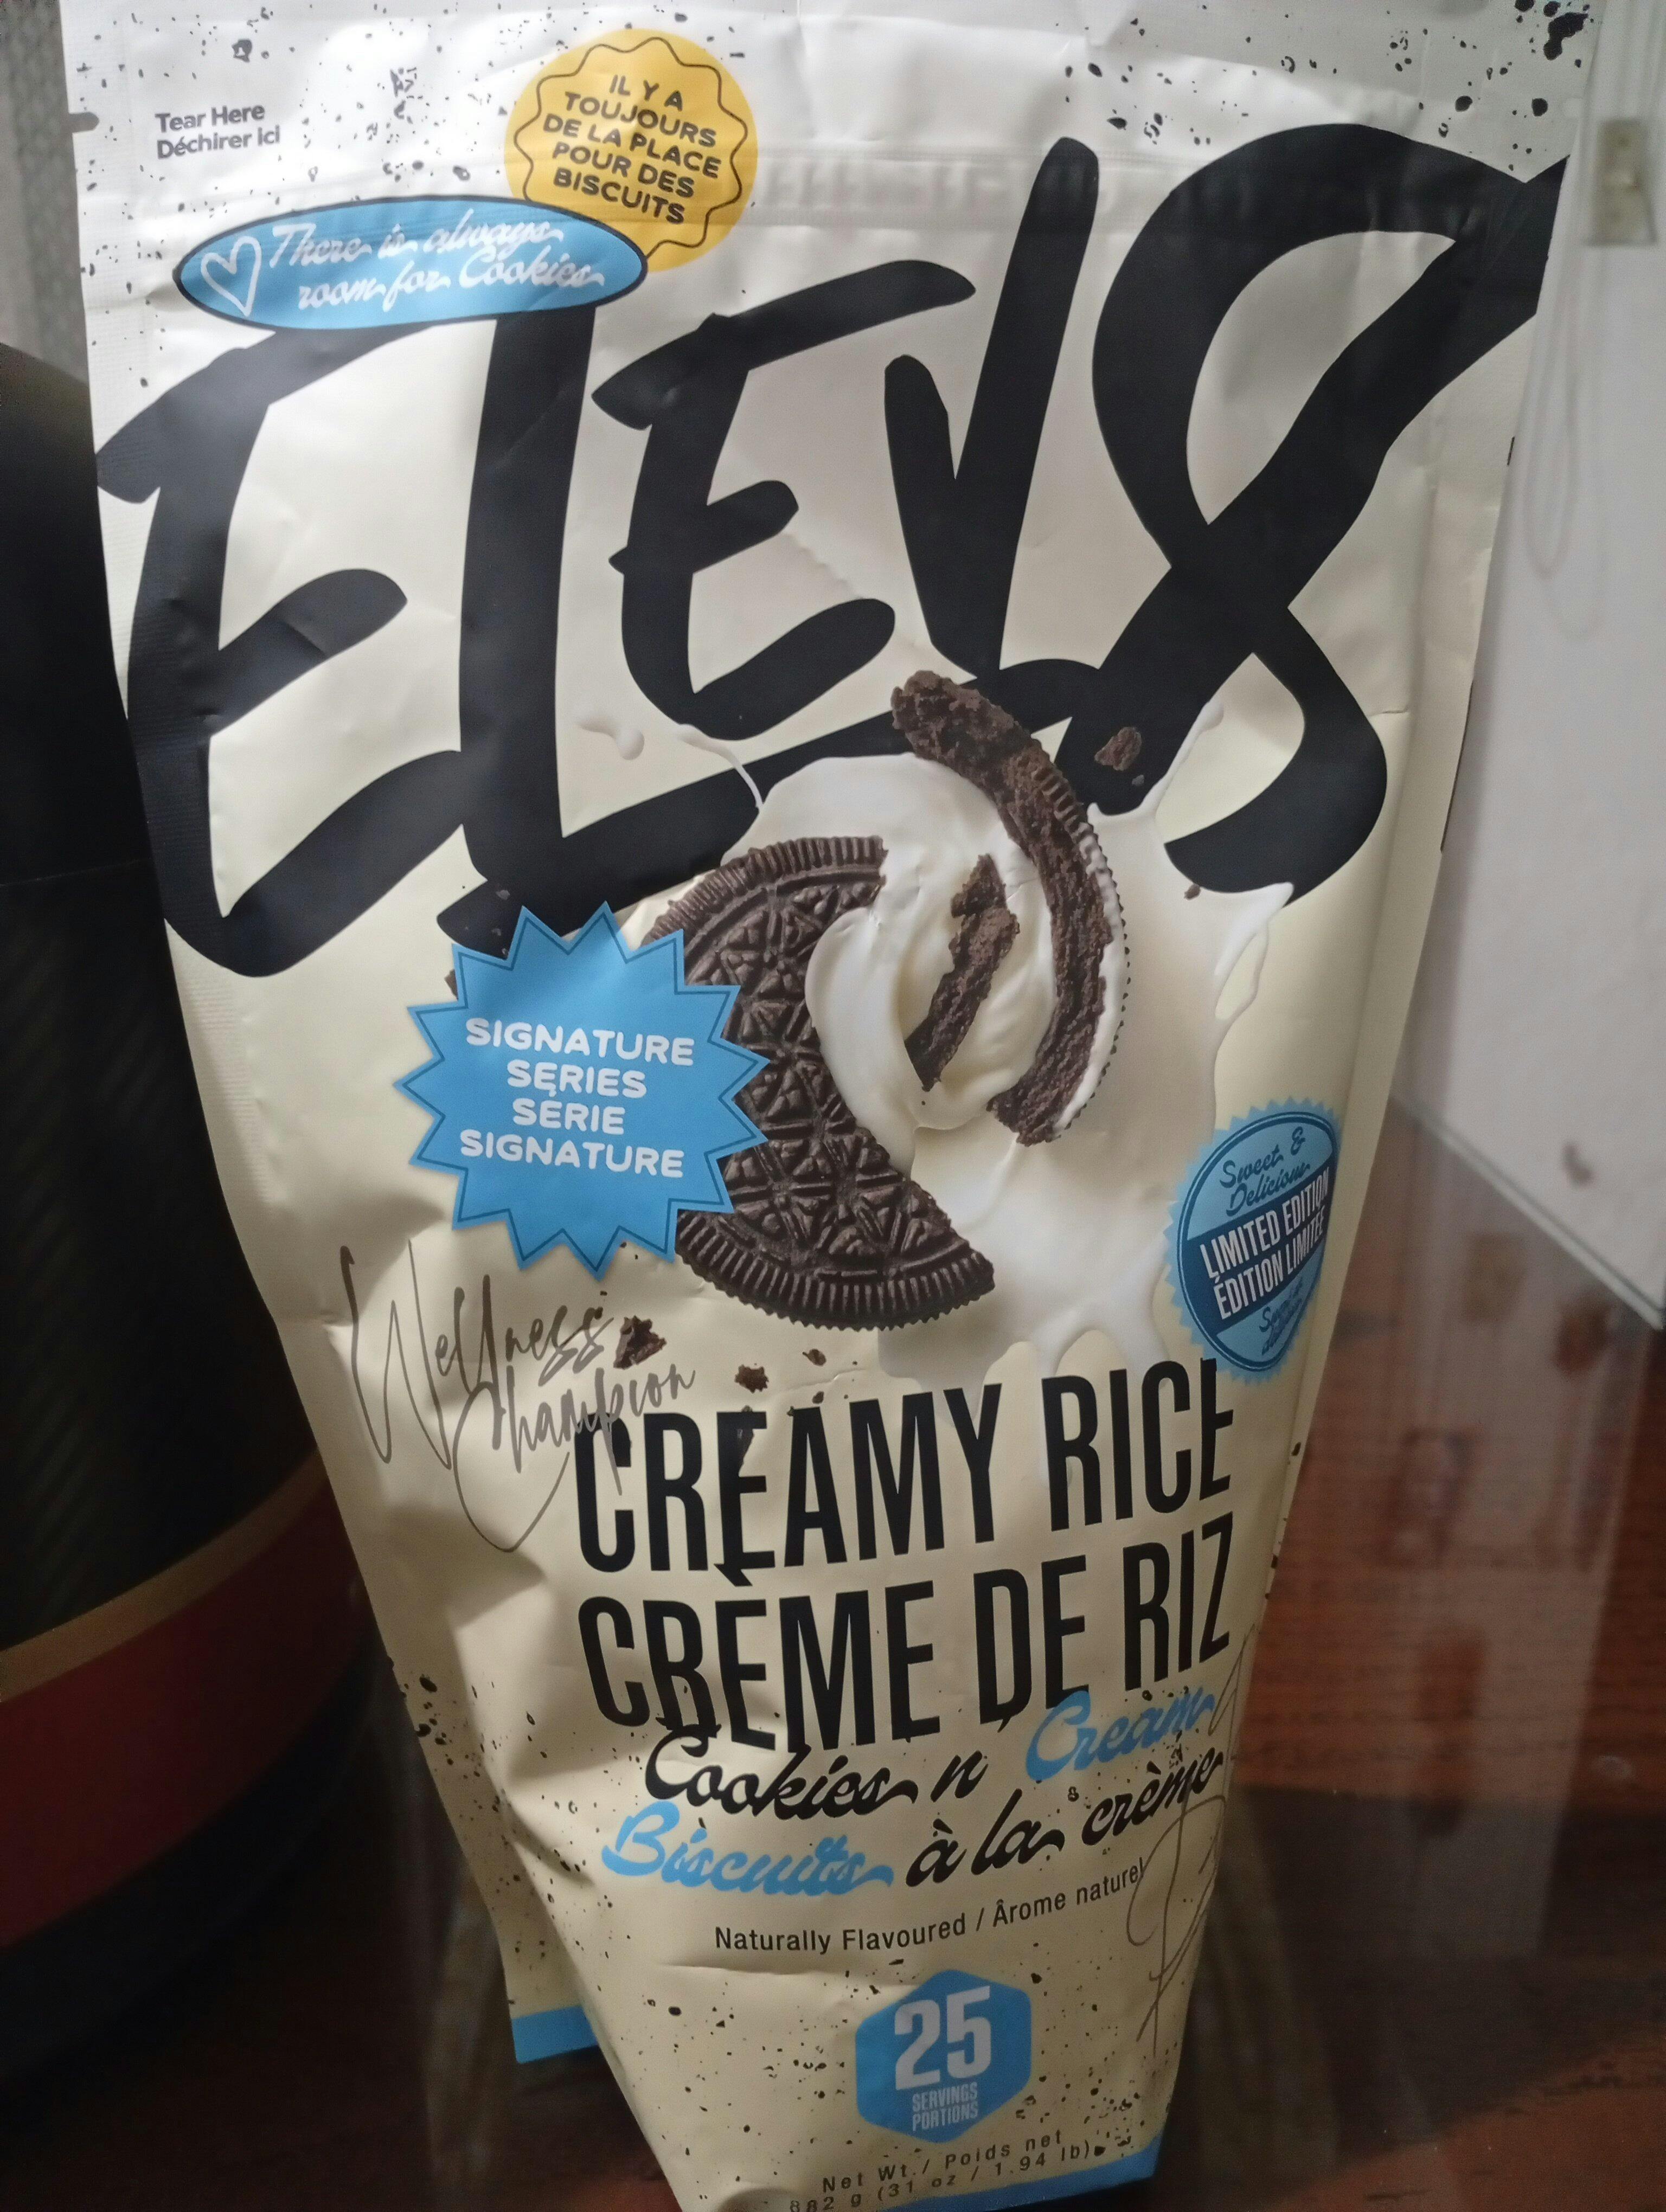 Tear Here
Déchirer ici
IL Y A
TOUJOURS
DE LA PLACE
POUR DES
BISCUITS
There is always
room for Cookies
ELEV8
SIGNATURE
SERIES
SÉRIE
SIGNATURE
Sweet &
Delicious
LIMITED EDITION
ÉDITION LIMITÉE
Wellness
Champion
CREAMY RICE
CRÈME DE RIZ
Cookies n Cream
Biscuits à la crème
Naturally Flavoured / Ârome naturel
25
SERVINGS
PORTIONS
Net Wt. / Poids net
882 g (31 oz / 1.94 lb)